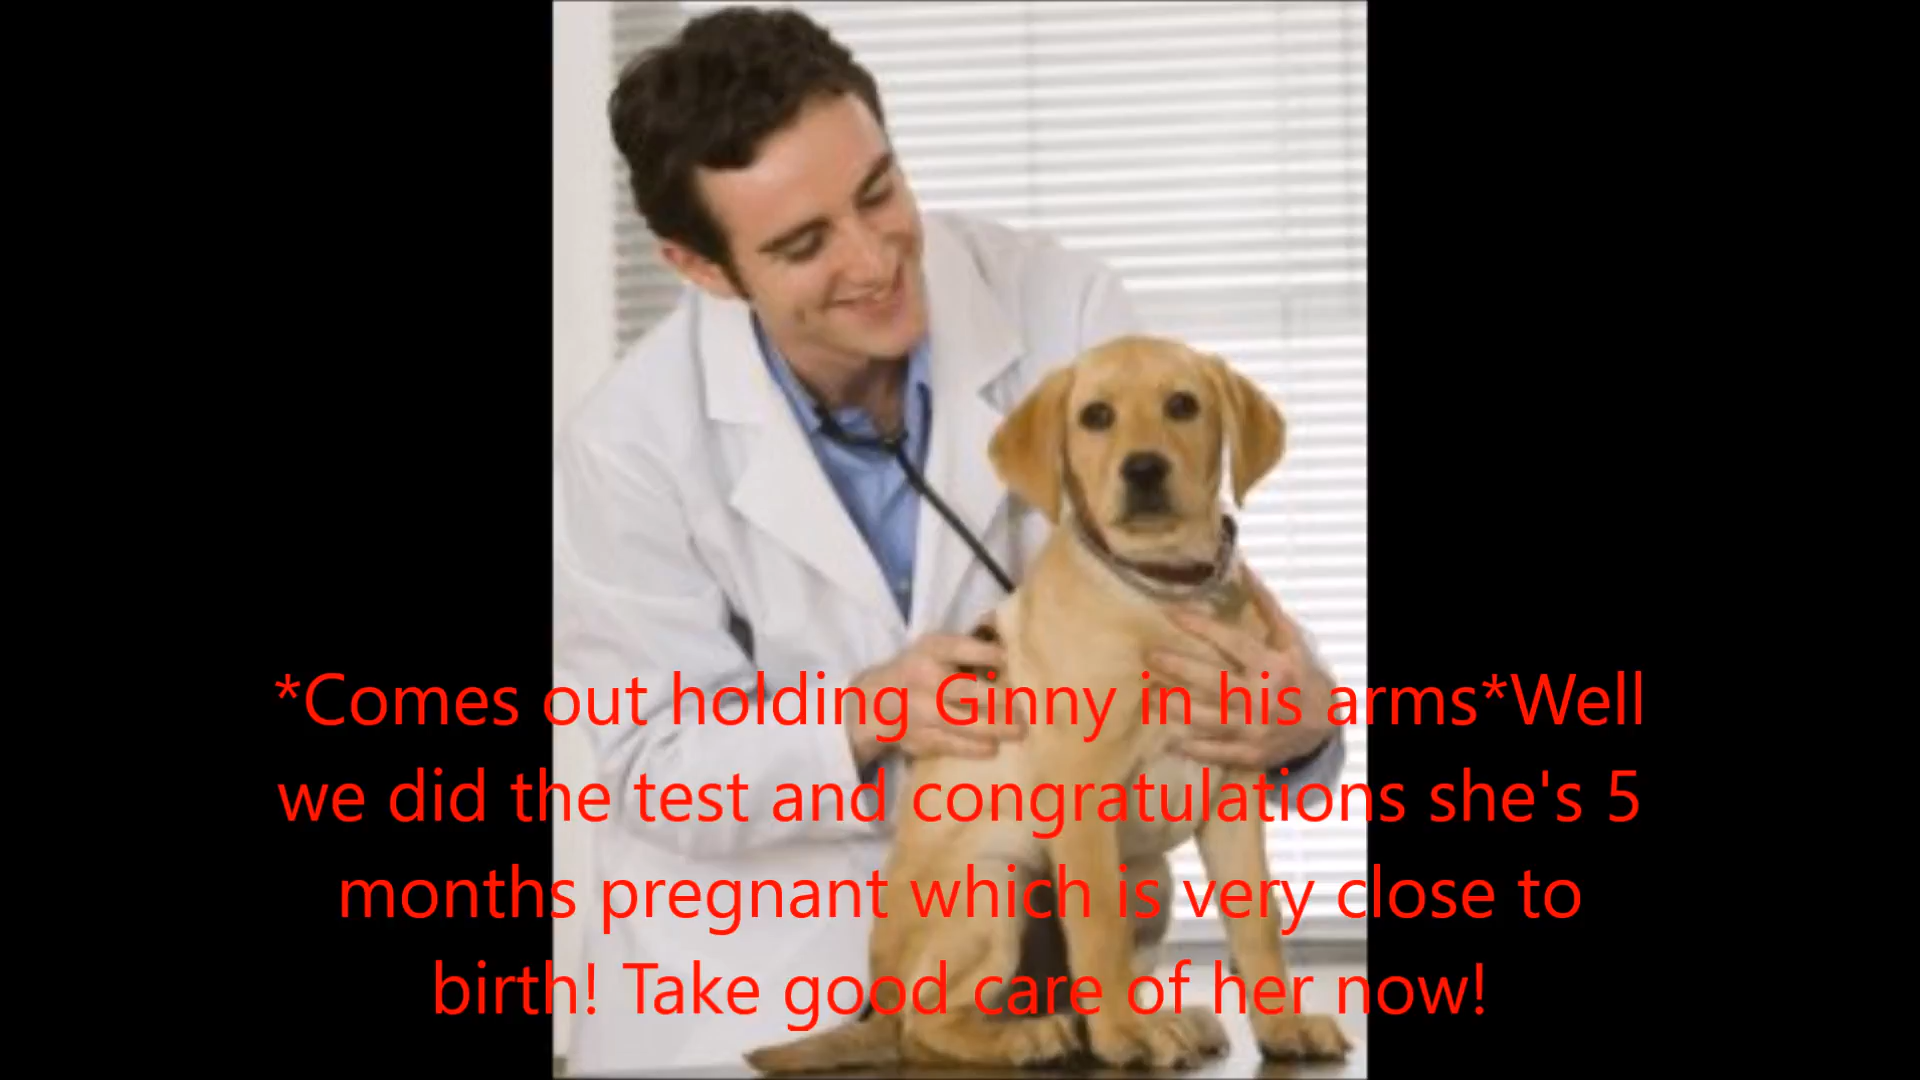 *Comes out holding Ginny in his arms*Well
we did the test and congratulations she's 5
months pregnant which is very close to
birth! Take good care of her now!